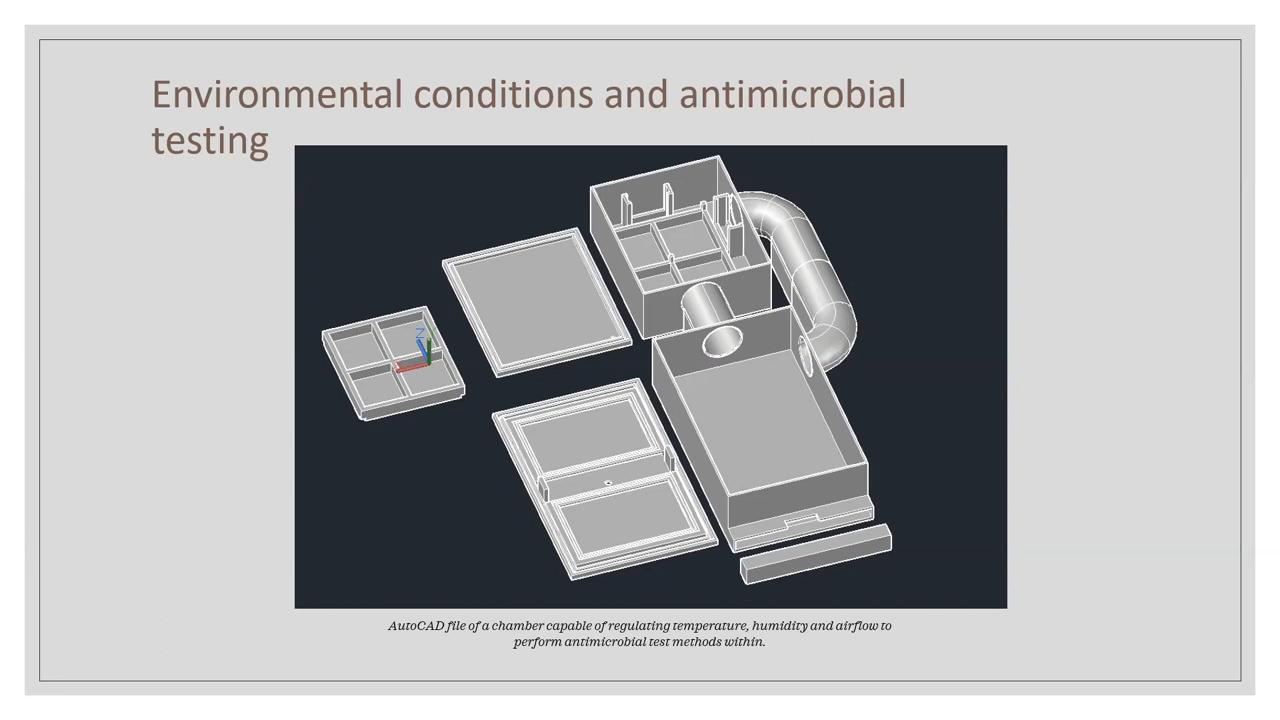 Environmental conditions and antimicrobial
testing
Z
AutoCAD file of a chamber capable of regulating temperature, humidity and airflow to
perform antimicrobial test methods within.